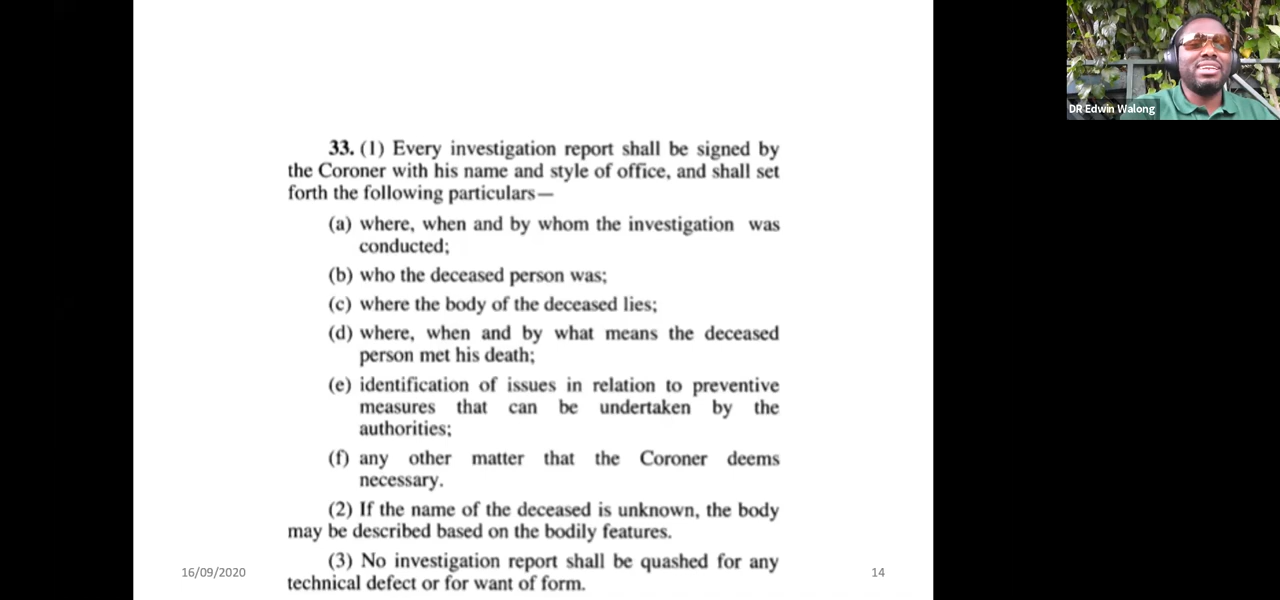 33. (1) Every investigation report shall be signed by
the Coroner with his name and style of office, and shall set
forth the following particulars—
(a) where, when and by whom the investigation was
conducted;
(b) who the deceased person was;
(c) where the body of the deceased lies;
(d) where, when and by what means the deceased
person met his death;
(e) identification of issues in relation to preventive
measures that can be undertaken by the
authorities;
(f) any other matter that the Coroner deems
necessary.
(2) If the name of the deceased is unknown, the body
may be described based on the bodily features.
(3) No investigation report shall be quashed for any
technical defect or for want of form.
16/09/2020
14
DR Edwin Walong